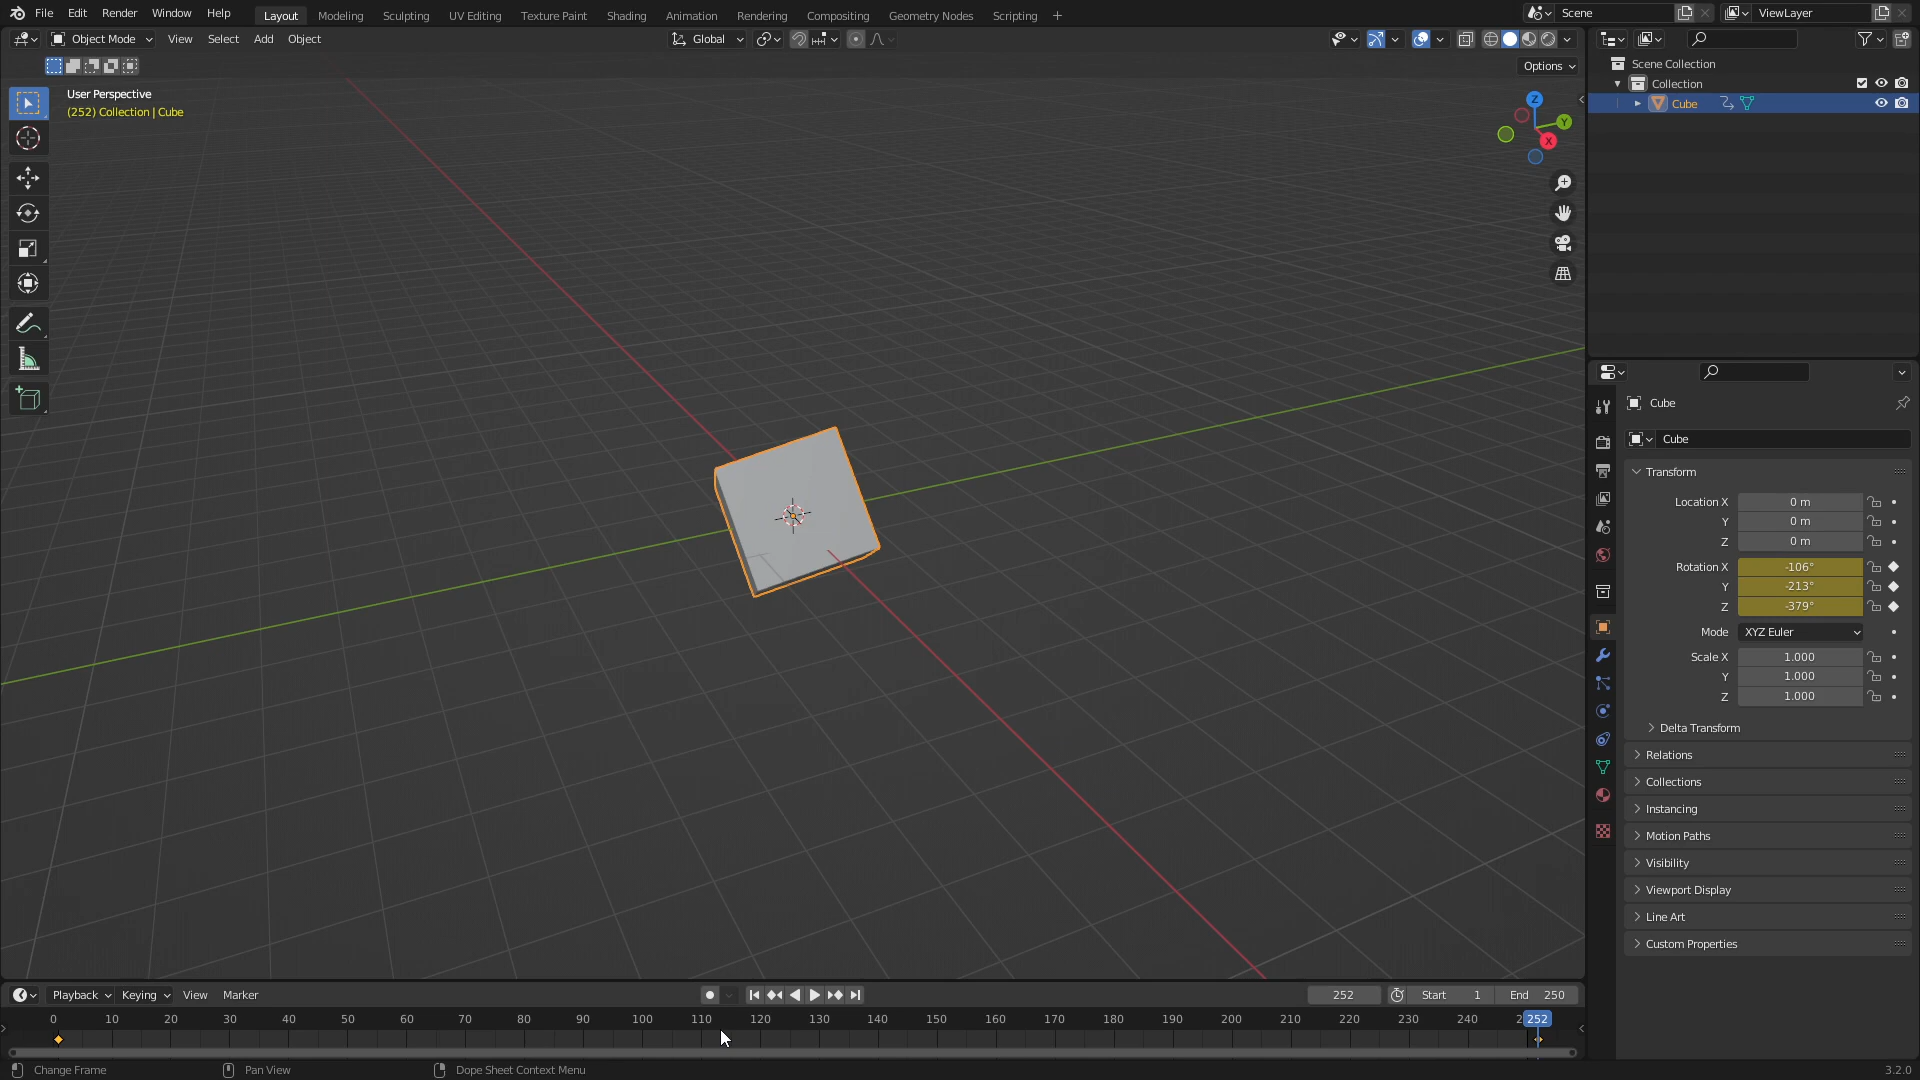 File Edit Render Window Help Layout Modeling Sculpting UV Editing Texture Paint Shading Animation Rendering Compositing Geometry Nodes Scripting + Scene ViewLayer
Object Mode View Select Add Object Global
Options
User Perspective
(252) Collection | Cube
Z
Y
X
Scene Collection
Collection
Cube
Cube
Cube
Transform
Location X 0 m
Y 0 m
Z 0 m
Rotation X -106°
Y -213°
Z -379°
Mode XYZ Euler
Scale X 1.000
Y 1.000
Z 1.000
Delta Transform
Relations
Collections
Instancing
Motion Paths
Visibility
Viewport Display
Line Art
Custom Properties
Playback Keying View Marker 252 Start 1 End 250
0 10 20 30 40 50 60 70 80 90 100 110 120 130 140 150 160 170 180 190 200 210 220 230 240 2 252
Change Frame Pan View Dope Sheet Context Menu 3.2.0